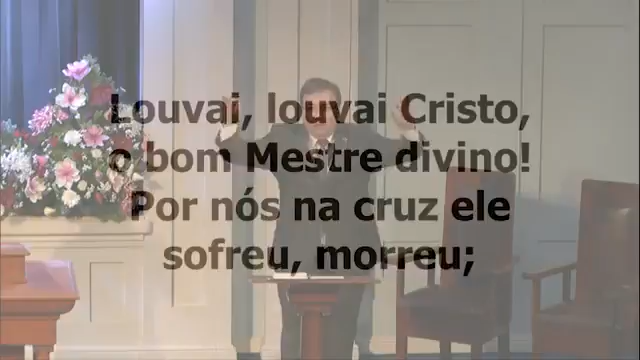 Louvai, louvai Cristo,
o bom Mestre divino!
Por nós na cruz ele
sofreu, morreu;